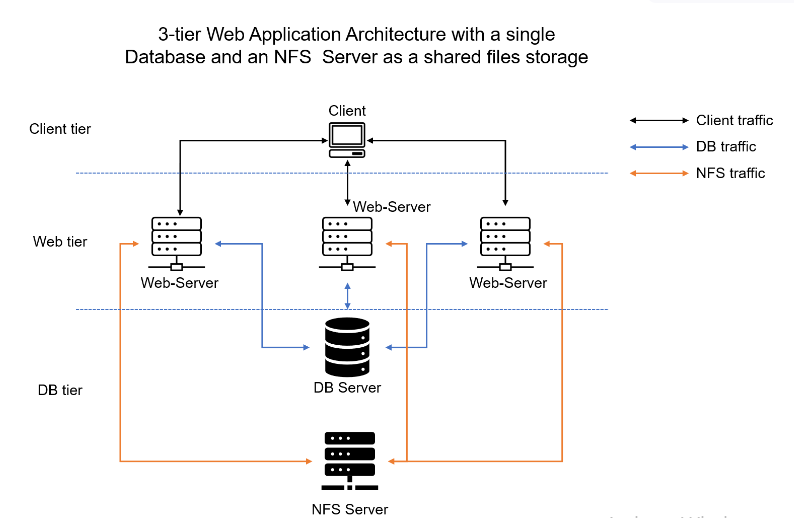 3-tier Web Application Architecture with a single
Database and an NFS Server as a shared files storage
Client
Client tier
Client traffic
DB traffic
NFS traffic
Web-Server
Web tier
Web-Server
Web-Server
DB Server
DB tier
NFS Server